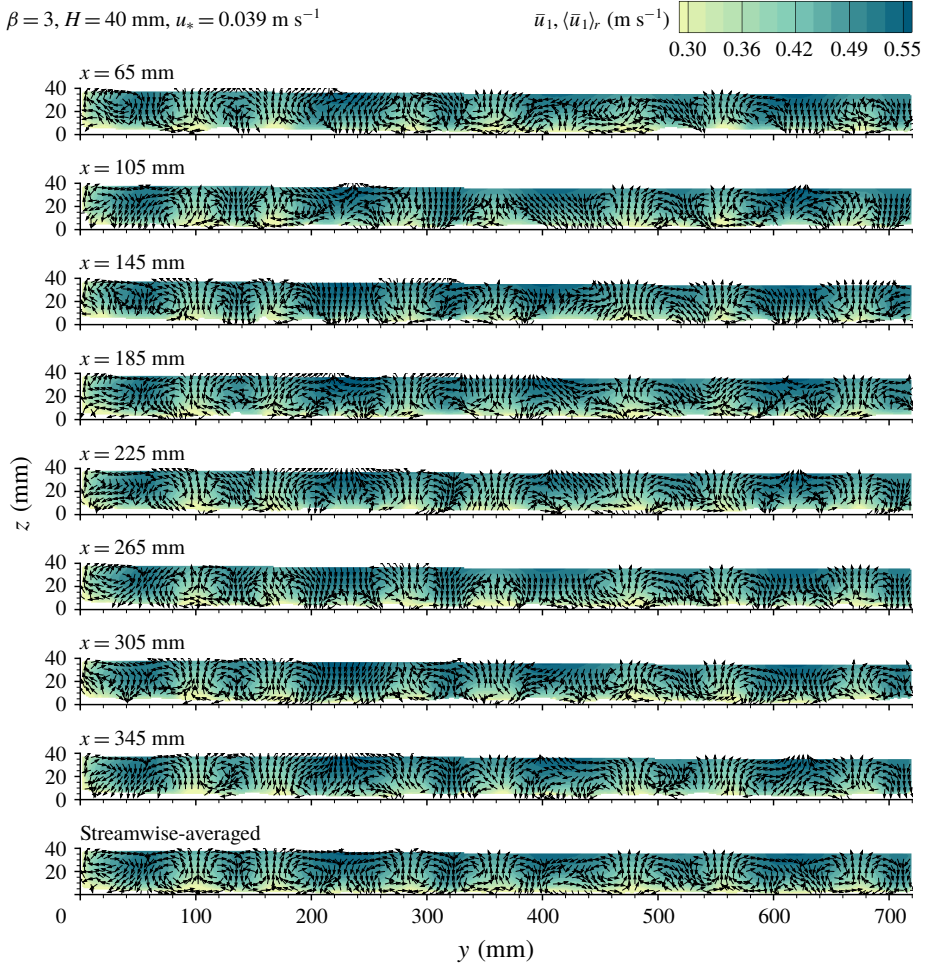 β = 3, H = 40 mm, u* = 0.039 m s⁻¹
ū₁, ⟨ū₁⟩ᵣ (m s⁻¹)
0.30 0.36 0.42 0.49 0.55
x = 65 mm
40
20
0
x = 105 mm
40
20
0
x = 145 mm
40
20
0
x = 185 mm
40
20
0
x = 225 mm
40
20
0
z (mm)
x = 265 mm
40
20
0
x = 305 mm
40
20
0
x = 345 mm
40
20
0
Streamwise-averaged
40
20
0 100 200 300 400 500 600 700
y (mm)